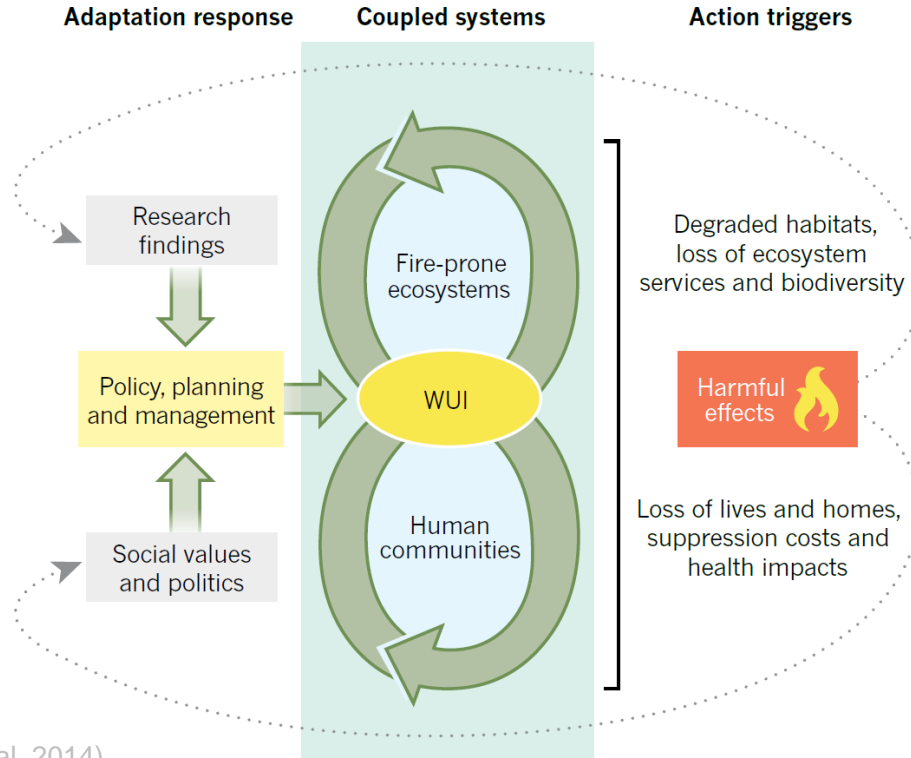 Adaptation response
Coupled systems
Action triggers
Research
findings
Policy, planning
and management
Social values
and politics
Fire-prone
ecosystems
WUI
Human
communities
Degraded habitats,
loss of ecosystem
services and biodiversity
Harmful
effects
Loss of lives and homes,
suppression costs and
health impacts
al. 2014)